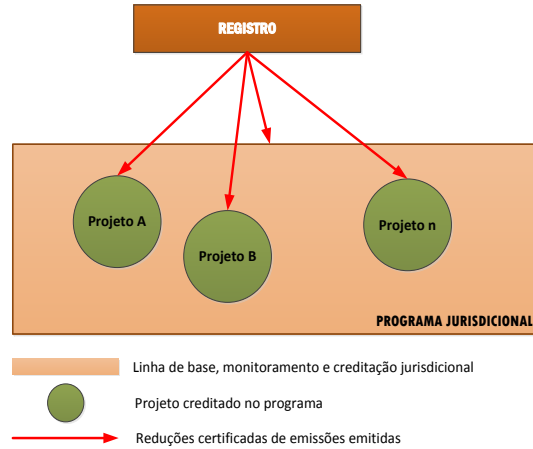 REGISTRO
Projeto A
Projeto B
Projeto n
PROGRAMA JURISDICIONAL
Linha de base, monitoramento e creditação jurisdicional
Projeto creditado no programa
Reduções certificadas de emissões emitidas